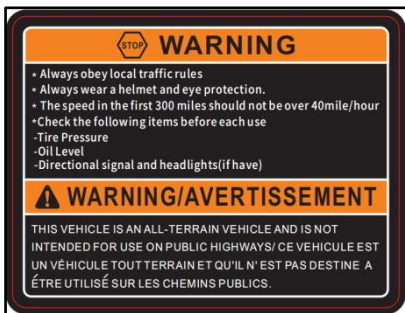 STOP WARNING
* Always obey local traffic rules
* Always wear a helmet and eye protection.
* The speed in the first 300 miles should not be over 40mile/hour
*Check the following items before each use
-Tire Pressure
-Oil Level
-Directional signal and headlights(if have)
WARNING/AVERTISSEMENT
THIS VEHICLE IS AN ALL-TERRAIN VEHICLE AND IS NOT
INTENDED FOR USE ON PUBLIC HIGHWAYS/ CE VEHICULE EST
UN VÉHICULE TOUT TERRAIN ET QU'IL N' EST PAS DESTINE A
ÉTRE UTILISÉ SUR LES CHEMINS PUBLICS.